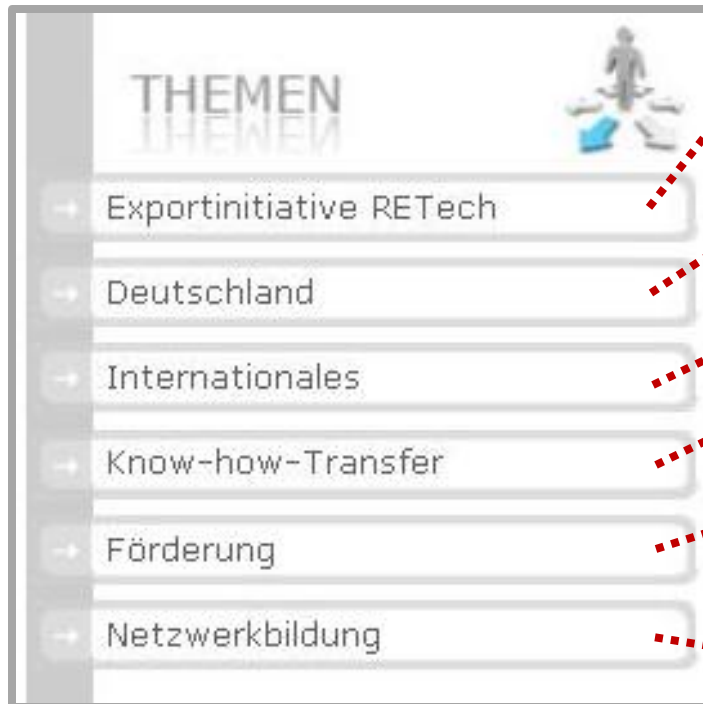 THEMEN
Exportinitiative RETech
Deutschland
Internationales
Know-how-Transfer
Förderung
Netzwerkbildung